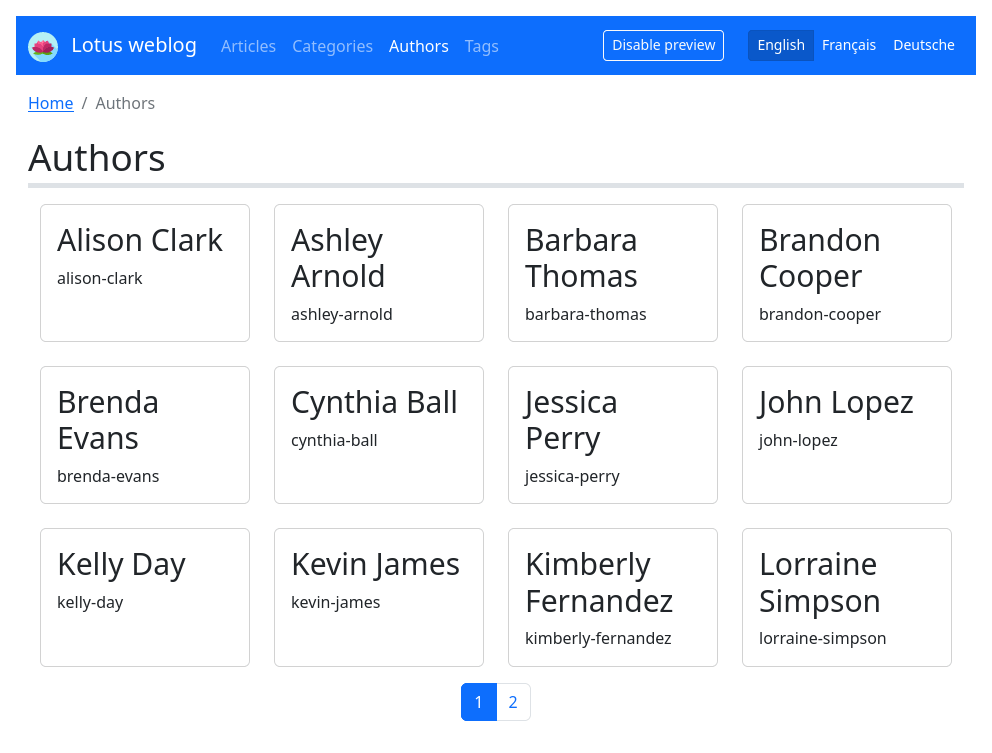 Lotus weblog Articles Categories Authors Tags Disable preview English Français Deutsche
Home / Authors
Authors
Alison Clark
alison-clark
Ashley
Arnold
ashley-arnold
Barbara
Thomas
barbara-thomas
Brandon
Cooper
brandon-cooper
Brenda
Evans
brenda-evans
Cynthia Ball
cynthia-ball
Jessica
Perry
jessica-perry
John Lopez
john-lopez
Kelly Day
kelly-day
Kevin James
kevin-james
Kimberly
Fernandez
kimberly-fernandez
Lorraine
Simpson
lorraine-simpson
1 2